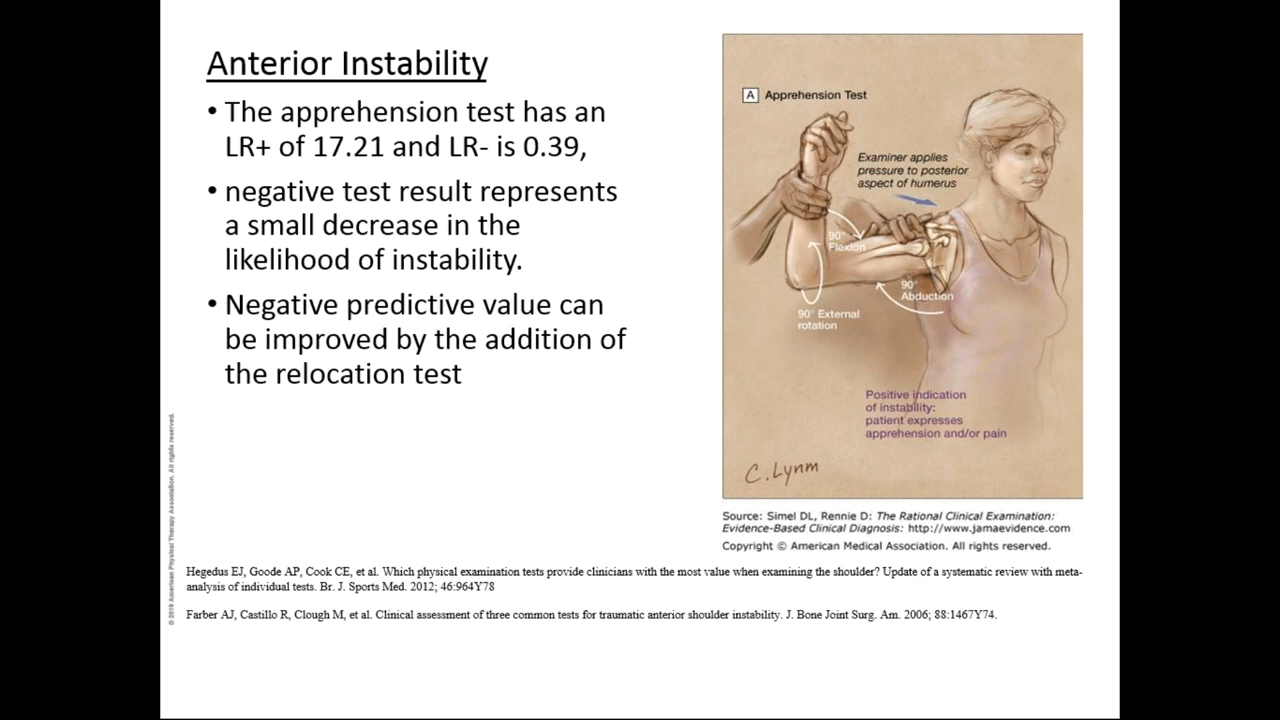 Anterior Instability
• The apprehension test has an
LR+ of 17.21 and LR- is 0.39,
• negative test result represents
a small decrease in the
likelihood of instability.
• Negative predictive value can
be improved by the addition of
the relocation test
A Apprehension Test
Examiner applies
pressure to posterior
aspect of humerus
90°
Flexion
90°
Abduction
90° External
rotation
Positive indication
of instability:
patient expresses
apprehension and/or pain
C. Lynm
Source: Simel DL, Rennie D: The Rational Clinical Examination:
Evidence-Based Clinical Diagnosis: http://www.jamaevidence.com
Copyright © American Medical Association. All rights reserved.
© 2019 American Physical Therapy Association. All rights reserved.
Hegedus EJ, Goode AP, Cook CE, et al. Which physical examination tests provide clinicians with the most value when examining the shoulder? Update of a systematic review with meta-
analysis of individual tests. Br. J. Sports Med. 2012; 46:964Y78
Farber AJ, Castillo R, Clough M, et al. Clinical assessment of three common tests for traumatic anterior shoulder instability. J. Bone Joint Surg. Am. 2006; 88:1467Y74.